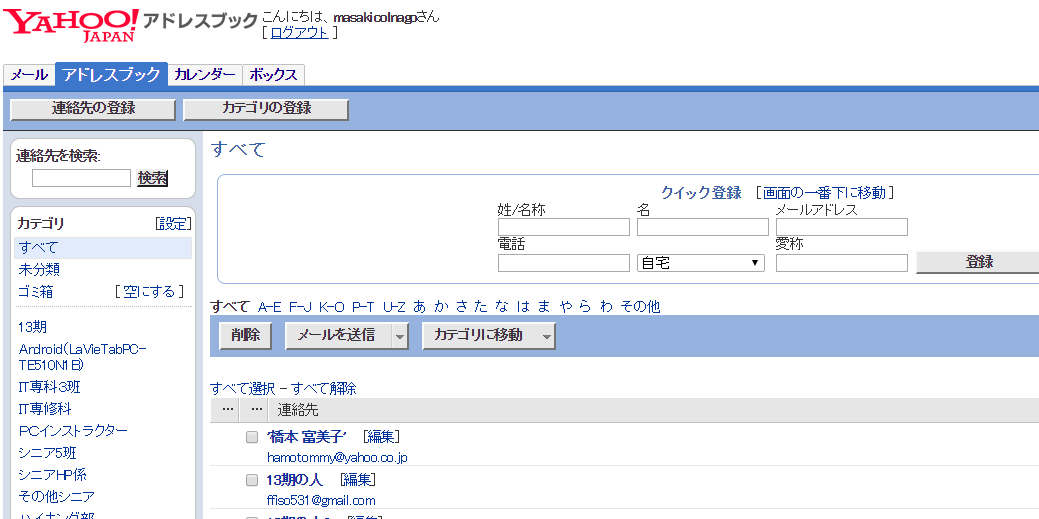 YAHOO! JAPAN アドレスブック こんにちは、masakicolnagoさん
[ ログアウト ]
メール アドレスブック カレンダー ボックス
連絡先の登録 カテゴリの登録
連絡先を検索:
検索
カテゴリ [設定]
すべて
未分類
ゴミ箱 [ 空にする ]
13期
Android（LaVieTabPC-
TE510N1B)
IT専科3班
IT専修科
PCインストラクター
シニア5班
シニアHP係
その他シニア
ハイキング部
すべて
クイック登録 [画面の一番下に移動]
姓/名称 名 メールアドレス
電話 愛称
自宅 登録
すべて A-E F-J K-O P-T U-Z あ か さ た な は ま や ら わ その他
削除 メールを送信 カテゴリに移動
すべて選択 - すべて解除
... ... 連絡先
'橋本 富美子' [編集]
hamotommy@yahoo.co.jp
13期の人 [編集]
ffiso531@gmail.com